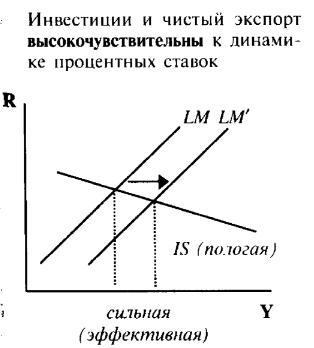 Инвестиции и чистый экспорт
высокочувствительны к динами-
ке процентных ставок
R
LM LM'
IS (пологая)
сильная Y
(эффективная)